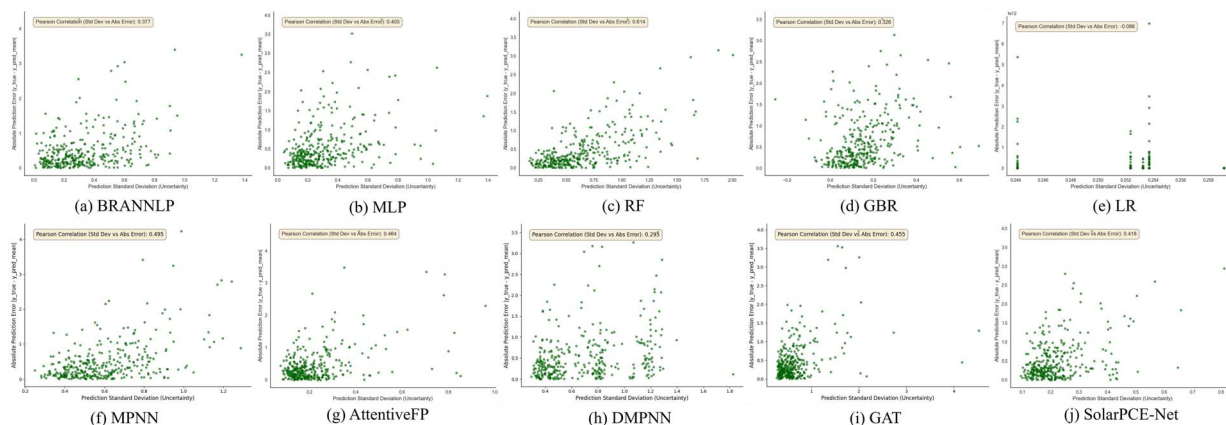 Pearson Correlation (Std Dev vs Abs Error): 0.377
Absolute Prediction Error |y_true - y_pred_mean|
Prediction Standard Deviation (Uncertainty)
(a) BRANNLP
Pearson Correlation (Std Dev vs Abs Error): 0.405
Absolute Prediction Error |y_true - y_pred_mean|
Prediction Standard Deviation (Uncertainty)
(b) MLP
Pearson Correlation (Std Dev vs Abs Error): 0.614
Absolute Prediction Error |y_true - y_pred_mean|
Prediction Standard Deviation (Uncertainty)
(c) RF
Pearson Correlation (Std Dev vs Abs Error): 0.326
Absolute Prediction Error |y_true - y_pred_mean|
Prediction Standard Deviation (Uncertainty)
(d) GBR
Pearson Correlation (Std Dev vs Abs Error): -0.088
Absolute Prediction Error |y_true - y_pred_mean|
Prediction Standard Deviation (Uncertainty)
(e) LR
Pearson Correlation (Std Dev vs Abs Error): 0.495
Absolute Prediction Error |y_true - y_pred_mean|
Prediction Standard Deviation (Uncertainty)
(f) MPNN
Pearson Correlation (Std Dev vs Abs Error): 0.464
Absolute Prediction Error |y_true - y_pred_mean|
Prediction Standard Deviation (Uncertainty)
(g) AttentiveFP
Pearson Correlation (Std Dev vs Abs Error): 0.295
Absolute Prediction Error |y_true - y_pred_mean|
Prediction Standard Deviation (Uncertainty)
(h) DMPNN
Pearson Correlation (Std Dev vs Abs Error): 0.455
Absolute Prediction Error |y_true - y_pred_mean|
Prediction Standard Deviation (Uncertainty)
(i) GAT
Pearson Correlation (Std Dev vs Abs Error): 0.418
Absolute Prediction Error |y_true - y_pred_mean|
Prediction Standard Deviation (Uncertainty)
(j) SolarPCE-Net